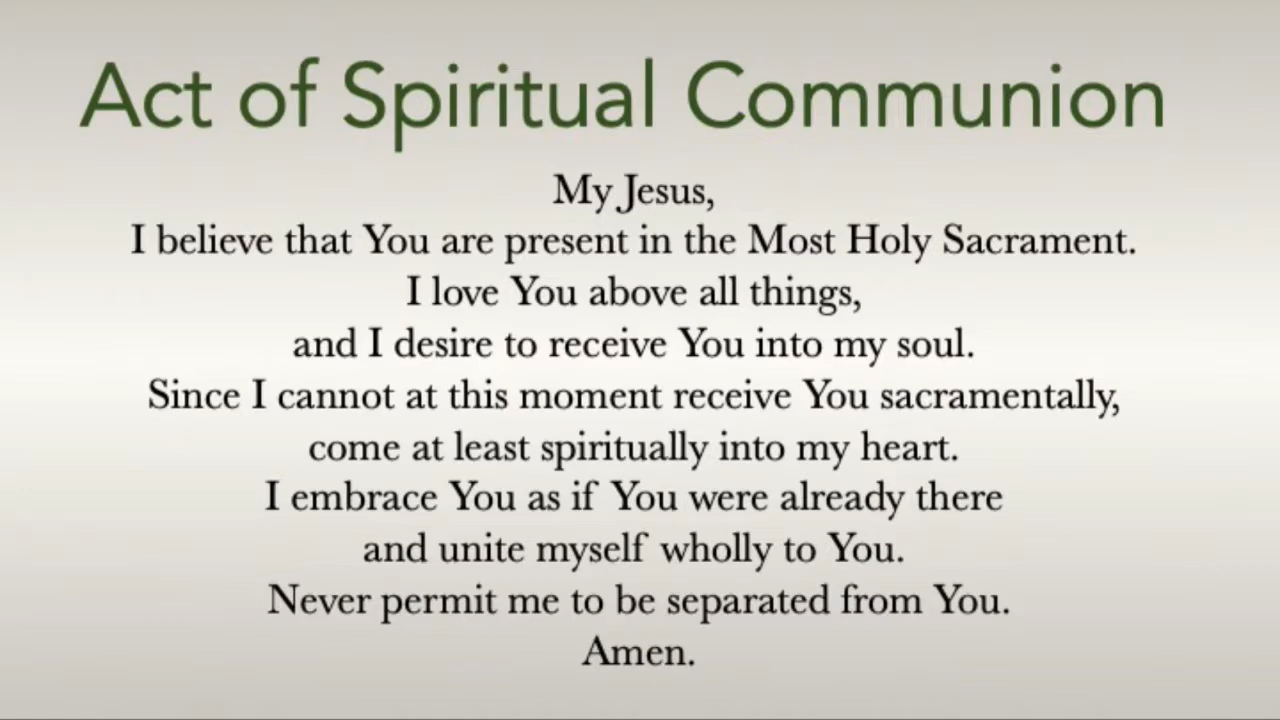 Act of Spiritual Communion
My Jesus,
I believe that You are present in the Most Holy Sacrament.
I love You above all things,
and I desire to receive You into my soul.
Since I cannot at this moment receive You sacramentally,
come at least spiritually into my heart.
I embrace You as if You were already there
and unite myself wholly to You.
Never permit me to be separated from You.
Amen.